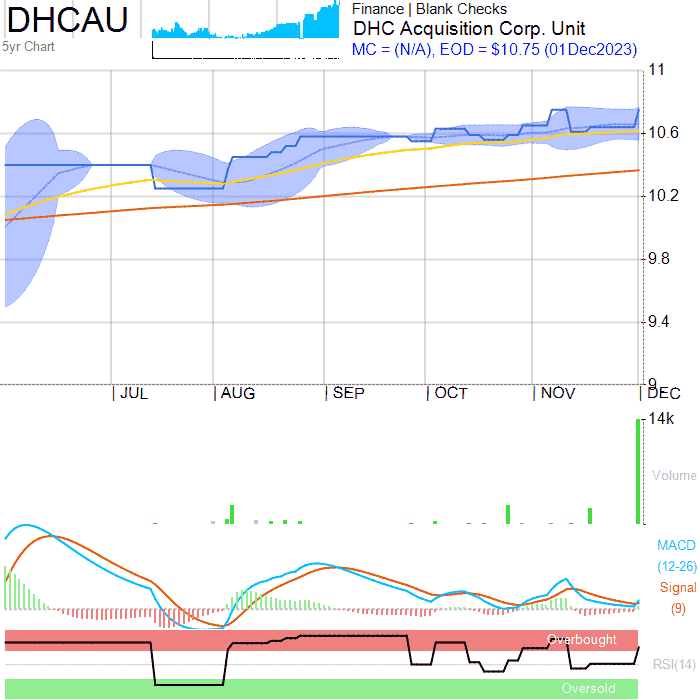 DHCAU
5yr Chart
Finance | Blank Checks
DHC Acquisition Corp. Unit
MC = (N/A), EOD = $10.75 (01Dec2023)
11
10.6
10.2
9.8
9.4
9
JUL AUG SEP OCT NOV DEC
14k
Volume
MACD
(12-26)
Signal
(9)
Overbought
RSI(14)
Oversold